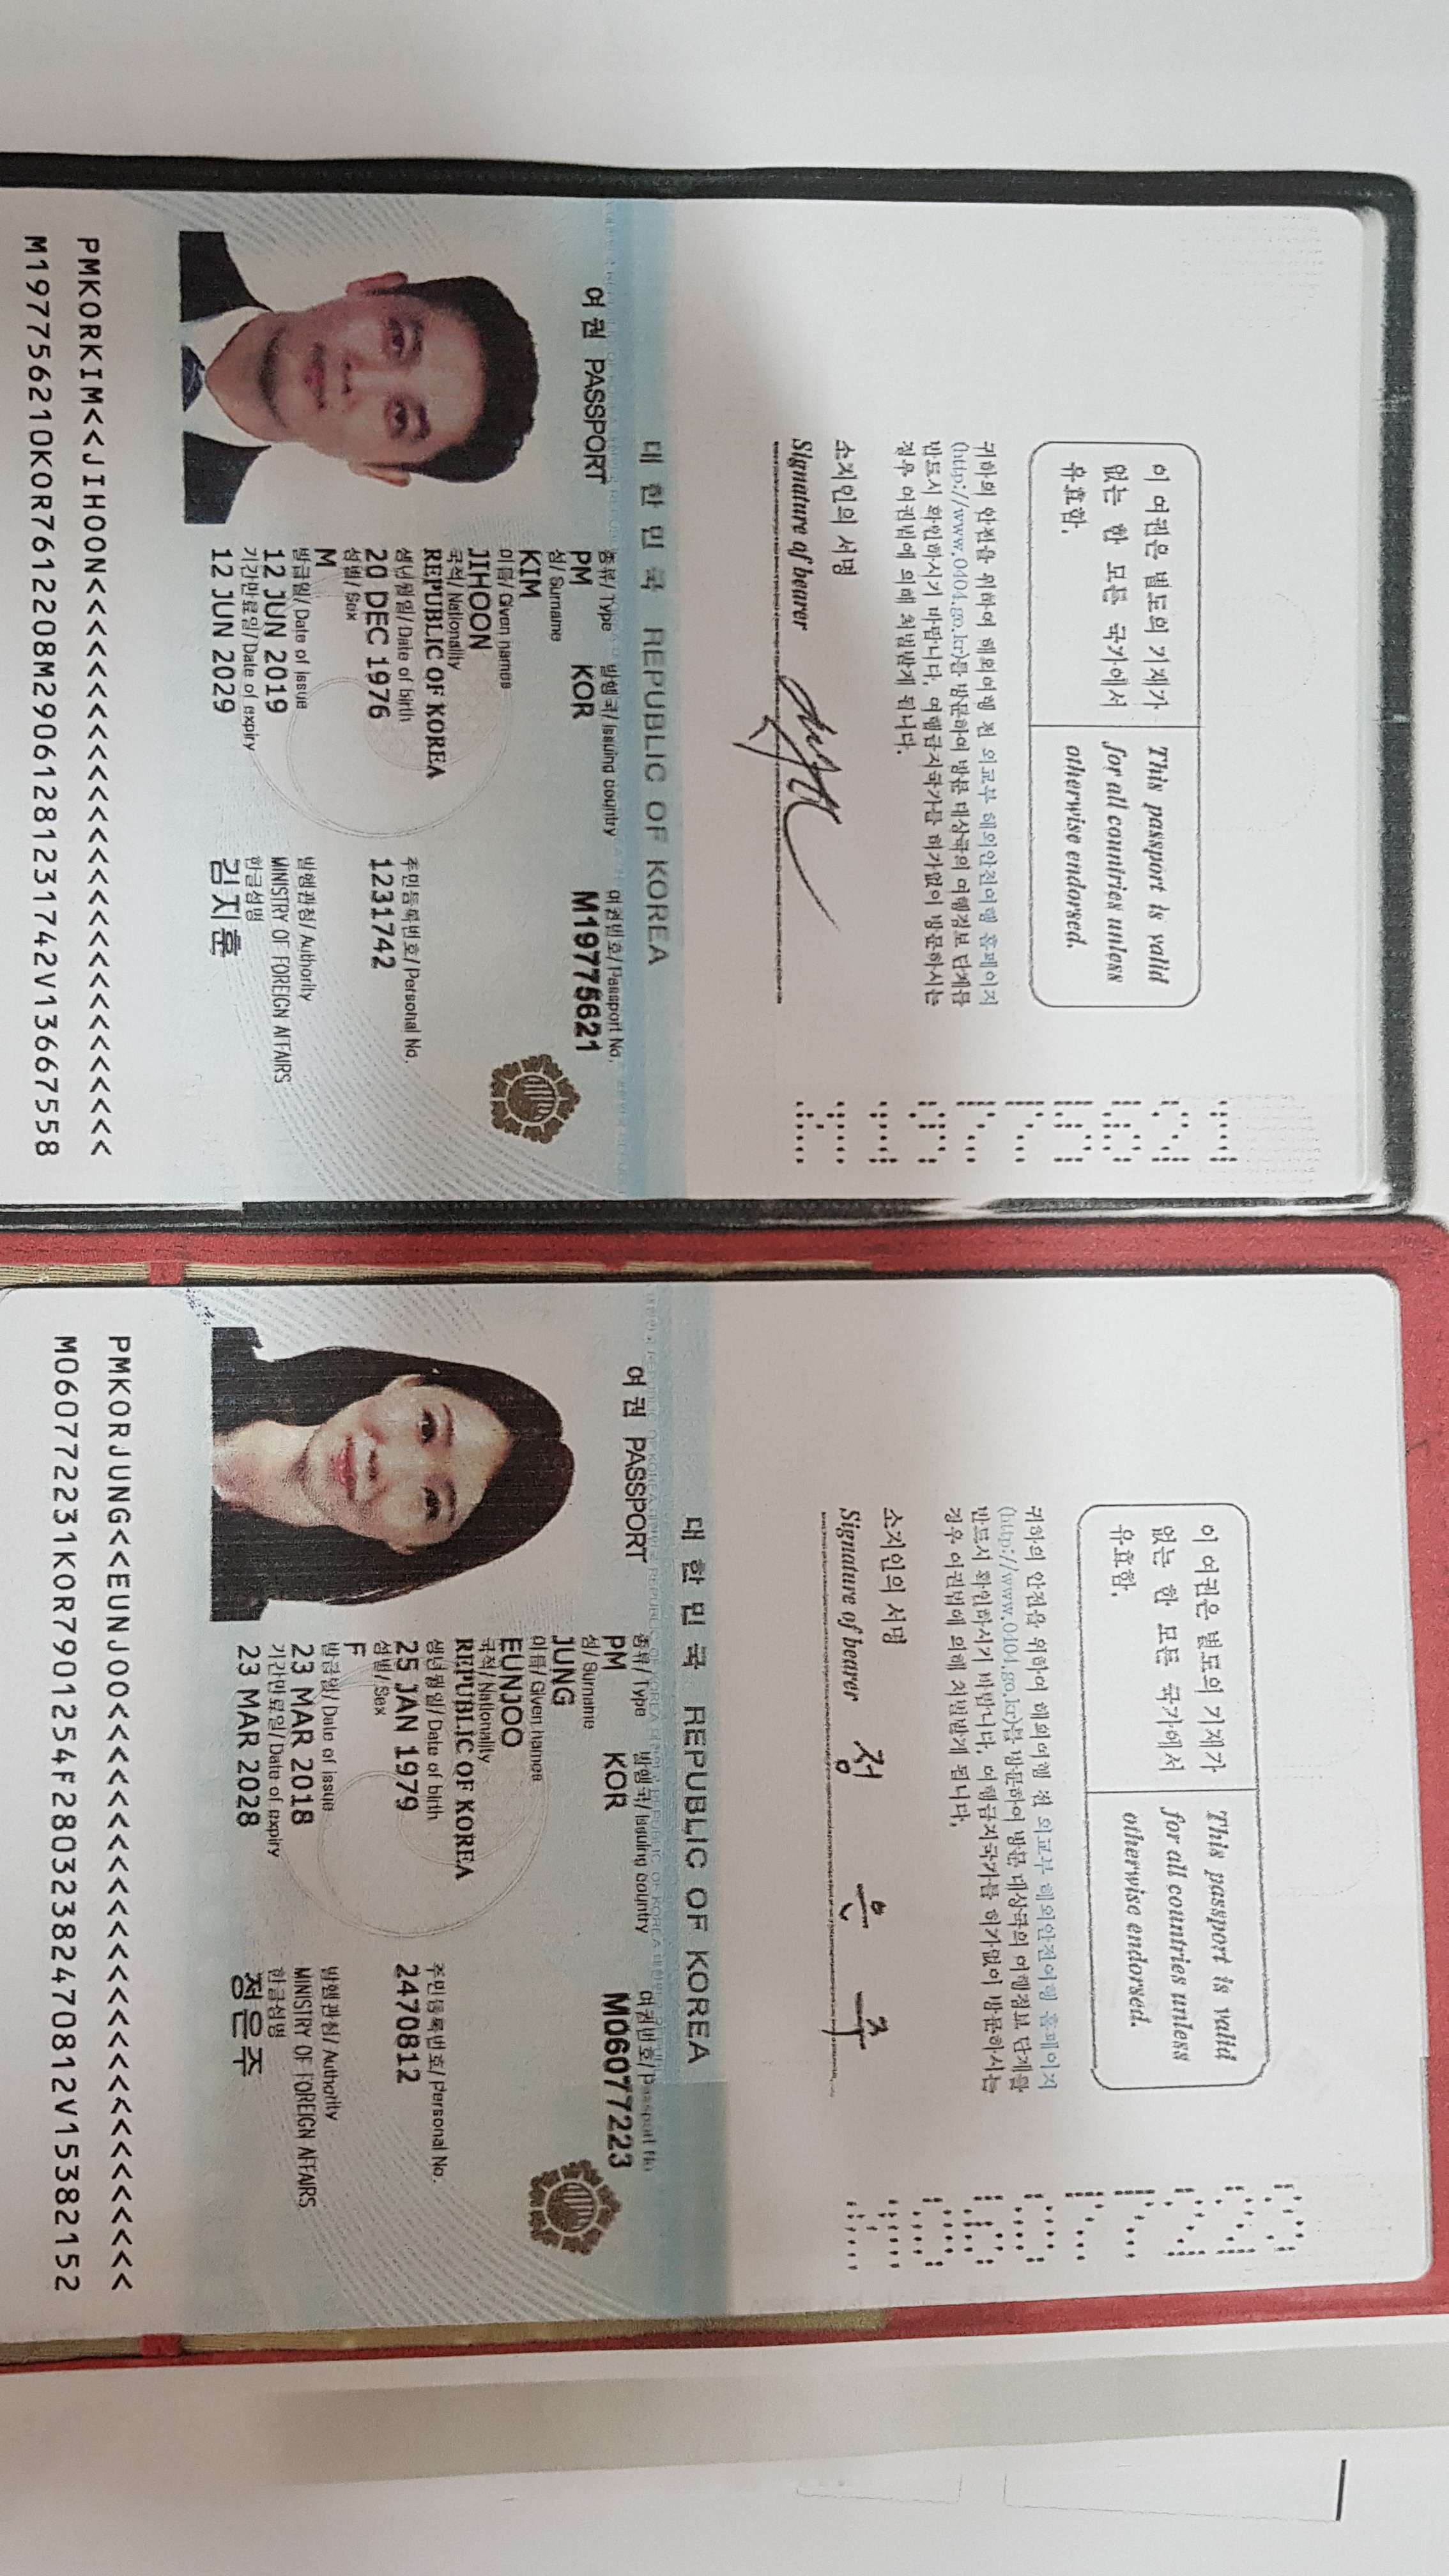 이 여권은 별도의 기재가
없는 한 모든 국가에서
유효함.
This passport is valid
for all countries unless
otherwise endorsed.
귀하의 안전을 위하여 해외여행 전 외교부 해외안전여행 홈페이지
(http://www.0404.go.kr)를 방문하여 방문 대상국의 여행경보 단계를
반드시 확인하시기 바랍니다. 여행금지국가를 허가없이 방문하시는
경우 여권법에 의해 처벌받게 됩니다.
소지인의 서명
Signature of bearer
M19775621
대한민국 REPUBLIC OF KOREA
여권 PASSPORT
종류/Type 발행국/Issuing country 여권번호/Passport No.
PM KOR M19775621
성/Surname
KIM
이름/Given names
JIHOON
국적/Nationality
REPUBLIC OF KOREA
생년월일/Date of birth 주민등록번호/Personal No.
20 DEC 1976 1231742
성별/Sex
M
발급일/Date of issue 발행관청/Authority
12 JUN 2019 MINISTRY OF FOREIGN AFFAIRS
기간만료일/Date of expiry 한글성명
12 JUN 2029 김지훈
PMKORKIM<<JIHOON<<<<<<<<<<<<<<<<<<<<<<<<<<<<
M197756210KOR7612208M29061281231742V13667558
이 여권은 별도의 기재가
없는 한 모든 국가에서
유효함.
This passport is valid
for all countries unless
otherwise endorsed.
귀하의 안전을 위하여 해외여행 전 외교부 해외안전여행 홈페이지
(http://www.0404.go.kr)를 방문하여 방문 대상국의 여행경보 단계를
반드시 확인하시기 바랍니다. 여행금지국가를 허가없이 방문하시는
경우 여권법에 의해 처벌받게 됩니다.
소지인의 서명
Signature of bearer 정 은 주
M06077223
대한민국 REPUBLIC OF KOREA
여권 PASSPORT
종류/Type 발행국/Issuing country 여권번호/Passport No.
PM KOR M06077223
성/Surname
JUNG
이름/Given names
EUNJOO
국적/Nationality
REPUBLIC OF KOREA
생년월일/Date of birth 주민등록번호/Personal No.
25 JAN 1979 2470812
성별/Sex
F
발급일/Date of issue 발행관청/Authority
23 MAR 2018 MINISTRY OF FOREIGN AFFAIRS
기간만료일/Date of expiry 한글성명
23 MAR 2028 정은주
PMKORJUNG<<EUNJOO<<<<<<<<<<<<<<<<<<<<<<<<<<<
M060772231KOR7901254F28032382470812V15382152